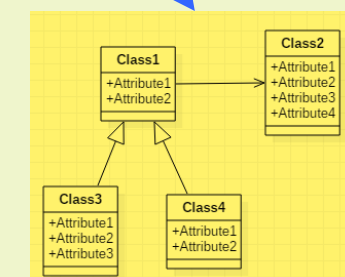 Class1
+Attribute1
+Attribute2
Class2
+Attribute1
+Attribute2
+Attribute3
+Attribute4
Class3
+Attribute1
+Attribute2
+Attribute3
Class4
+Attribute1
+Attribute2